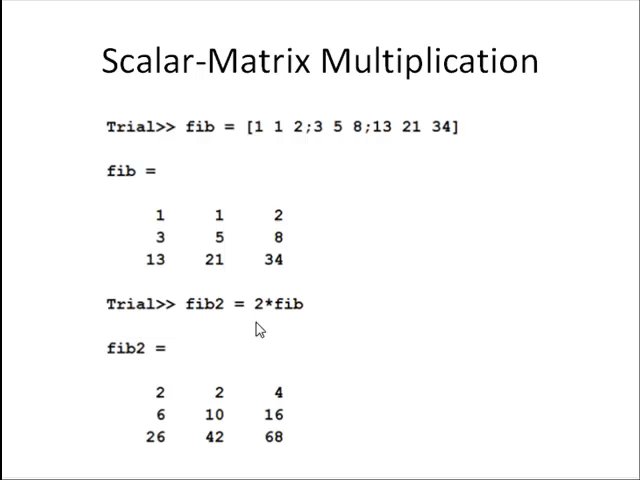 Scalar-Matrix Multiplication
Trial>> fib = [1 1 2;3 5 8;13 21 34]
fib =
1 1 2
3 5 8
13 21 34
Trial>> fib2 = 2*fib
fib2 =
2 2 4
6 10 16
26 42 68